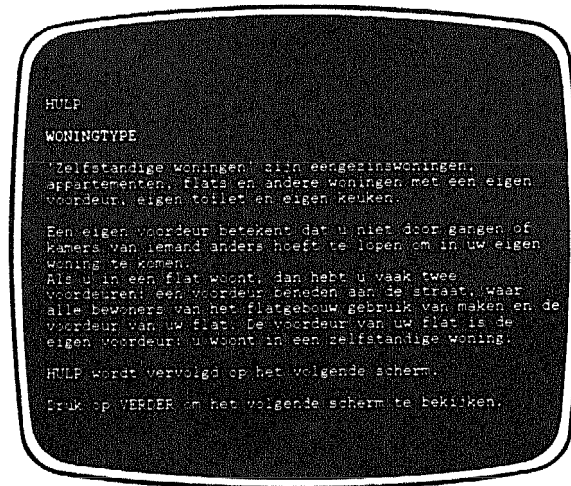 HULP
WONINGTYPE
'Zelfstandige woningen' zijn eengezinswoningen,
appartementen, flats en andere woningen met een eigen
voordeur, eigen toilet en eigen keuken.
Een eigen voordeur betekent dat u niet door gangen of
kamers van iemand anders hoeft te lopen om in uw eigen
woning te komen.
Als u in een flat woont, dan hebt u vaak twee
voordeuren: een voordeur beneden aan de straat, waar
alle bewoners van het flatgebouw gebruik van maken en de
voordeur van uw flat. De voordeur van uw flat is de
eigen voordeur: u woont in een zelfstandige woning.
HULP wordt vervolgd op het volgende scherm.
Druk op VERDER om het volgende scherm te bekijken.